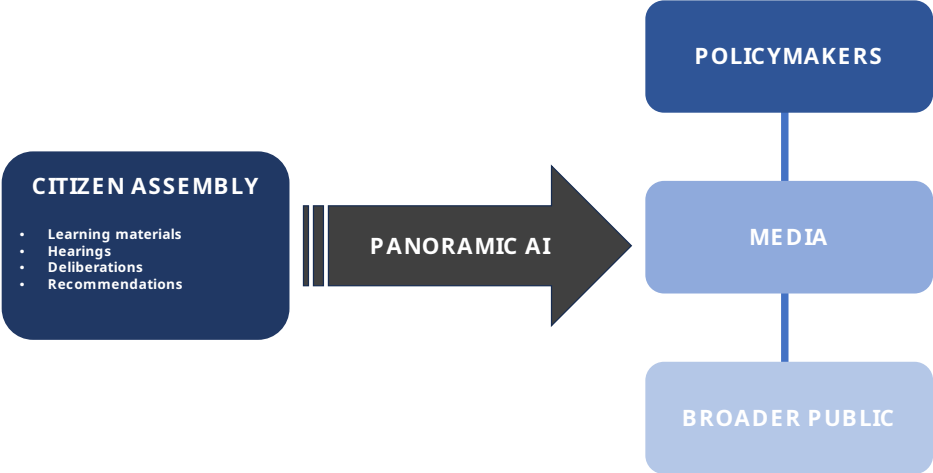 CITIZEN ASSEMBLY
• Learning materials
• Hearings
• Deliberations
• Recommendations
PANORAMIC AI
POLICYMAKERS
MEDIA
BROADER PUBLIC